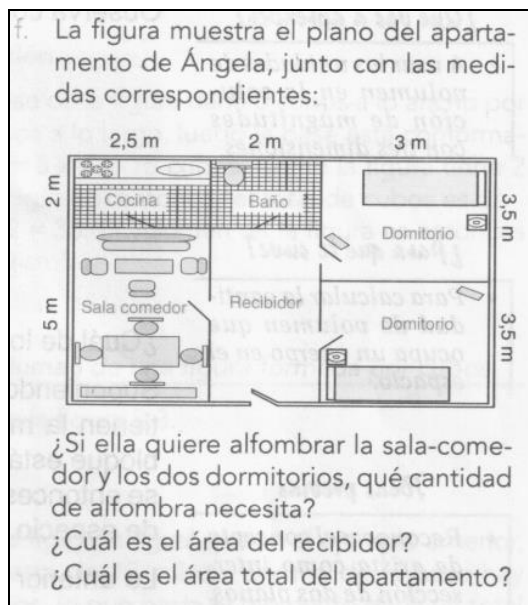 f. La figura muestra el plano del aparta-
mento de Ángela, junto con las medi-
das correspondientes:
2,5 m 2 m 3 m
2 m
Cocina
Baño
Dormitorio
3,5 m
5 m
Sala comedor
Recibidor
Dormitorio
3,5 m
¿Si ella quiere alfombrar la sala-come-
dor y los dos dormitorios, qué cantidad
de alfombra necesita?
¿Cuál es el área del recibidor?
¿Cuál es el área total del apartamento?